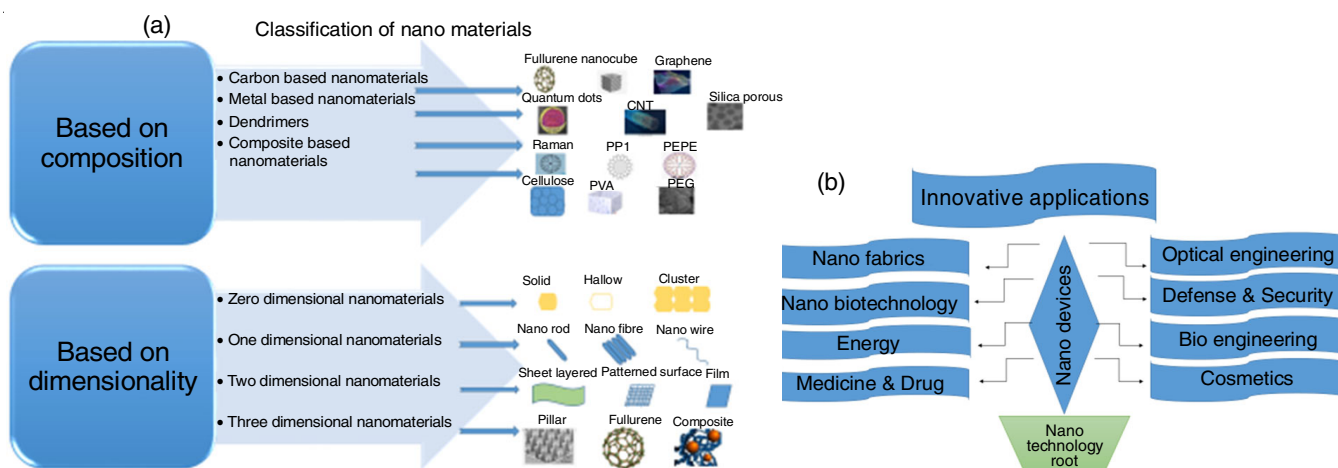 (a)
Classification of nano materials
Based on
composition
• Carbon based nanomaterials
• Metal based nanomaterials
• Dendrimers
• Composite based
nanomaterials
Fullurene nanocube
Graphene
Quantum dots
CNT
Silica porous
Raman
PP1
PEPE
Cellulose
PVA
PEG
Based on
dimensionality
• Zero dimensional nanomaterials
• One dimensional nanomaterials
• Two dimensional nanomaterials
• Three dimensional nanomaterials
Solid
Hallow
Cluster
Nano rod
Nano fibre
Nano wire
Sheet layered
Patterned surface
Film
Pillar
Fullurene
Composite
(b)
Innovative applications
Nano fabrics
Nano biotechnology
Energy
Medicine & Drug
Nano devices
Optical engineering
Defense & Security
Bio engineering
Cosmetics
Nano
technology
root